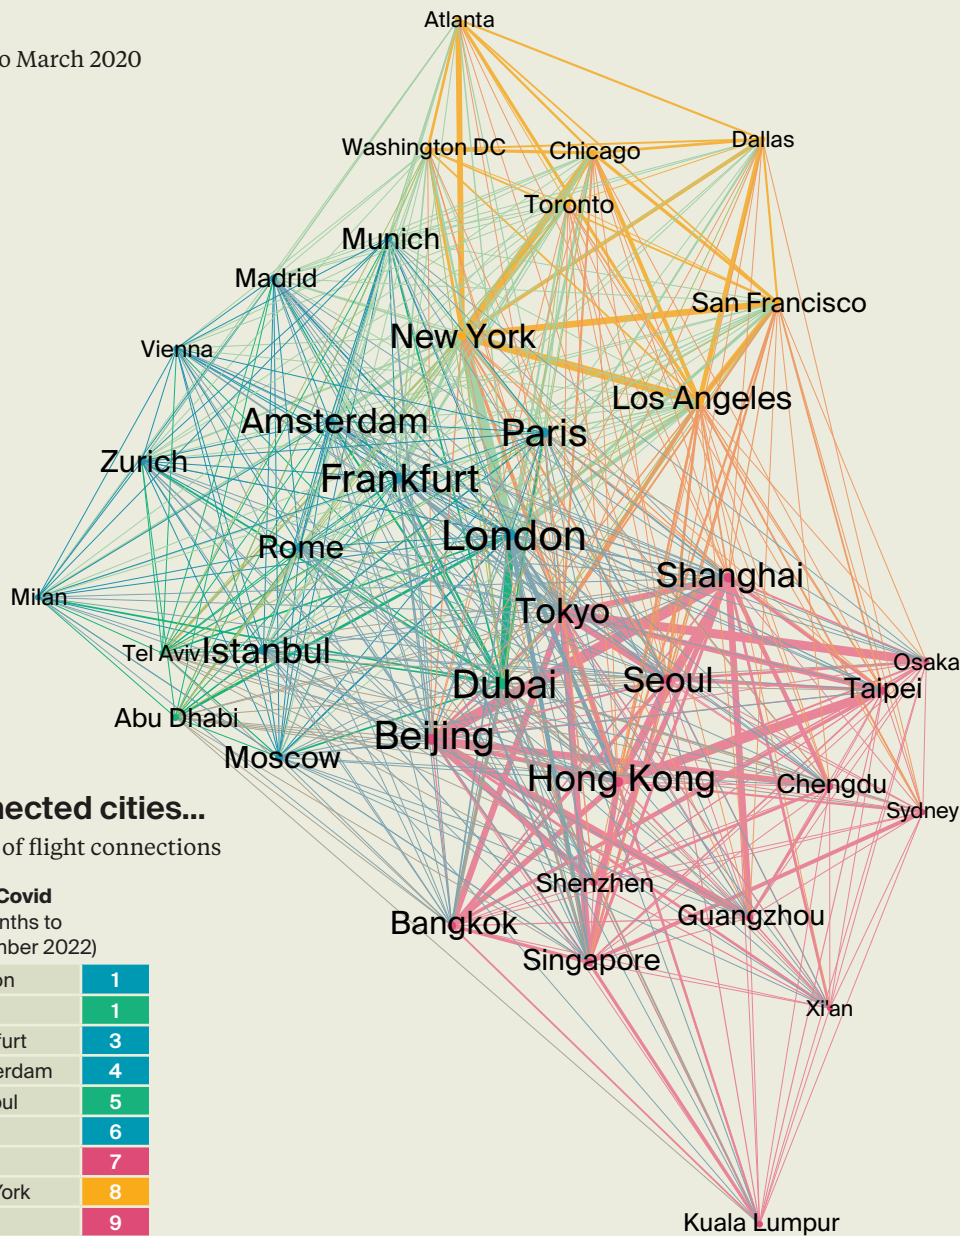 Atlanta
o March 2020
Dallas
Washington DC
Chicago
Toronto
Munich
Madrid
San Francisco
New York
Vienna
Los Angeles
Amsterdam
Paris
Zurich
Frankfurt
London
Rome
Shanghai
Milan
Tokyo
Tel Aviv
Istanbul
Osaka
Dubai
Seoul
Taipei
Abu Dhabi
Beijing
Moscow
Hong Kong
Chengdu
nected cities...
Sydney
of flight connections
Shenzhen
Covid
Bangkok
Guangzhou
nths to
mber 2022)
Singapore
on 1
1
Xi'an
furt 3
erdam 4
oul 5
6
7
York 8
9
Kuala Lumpur